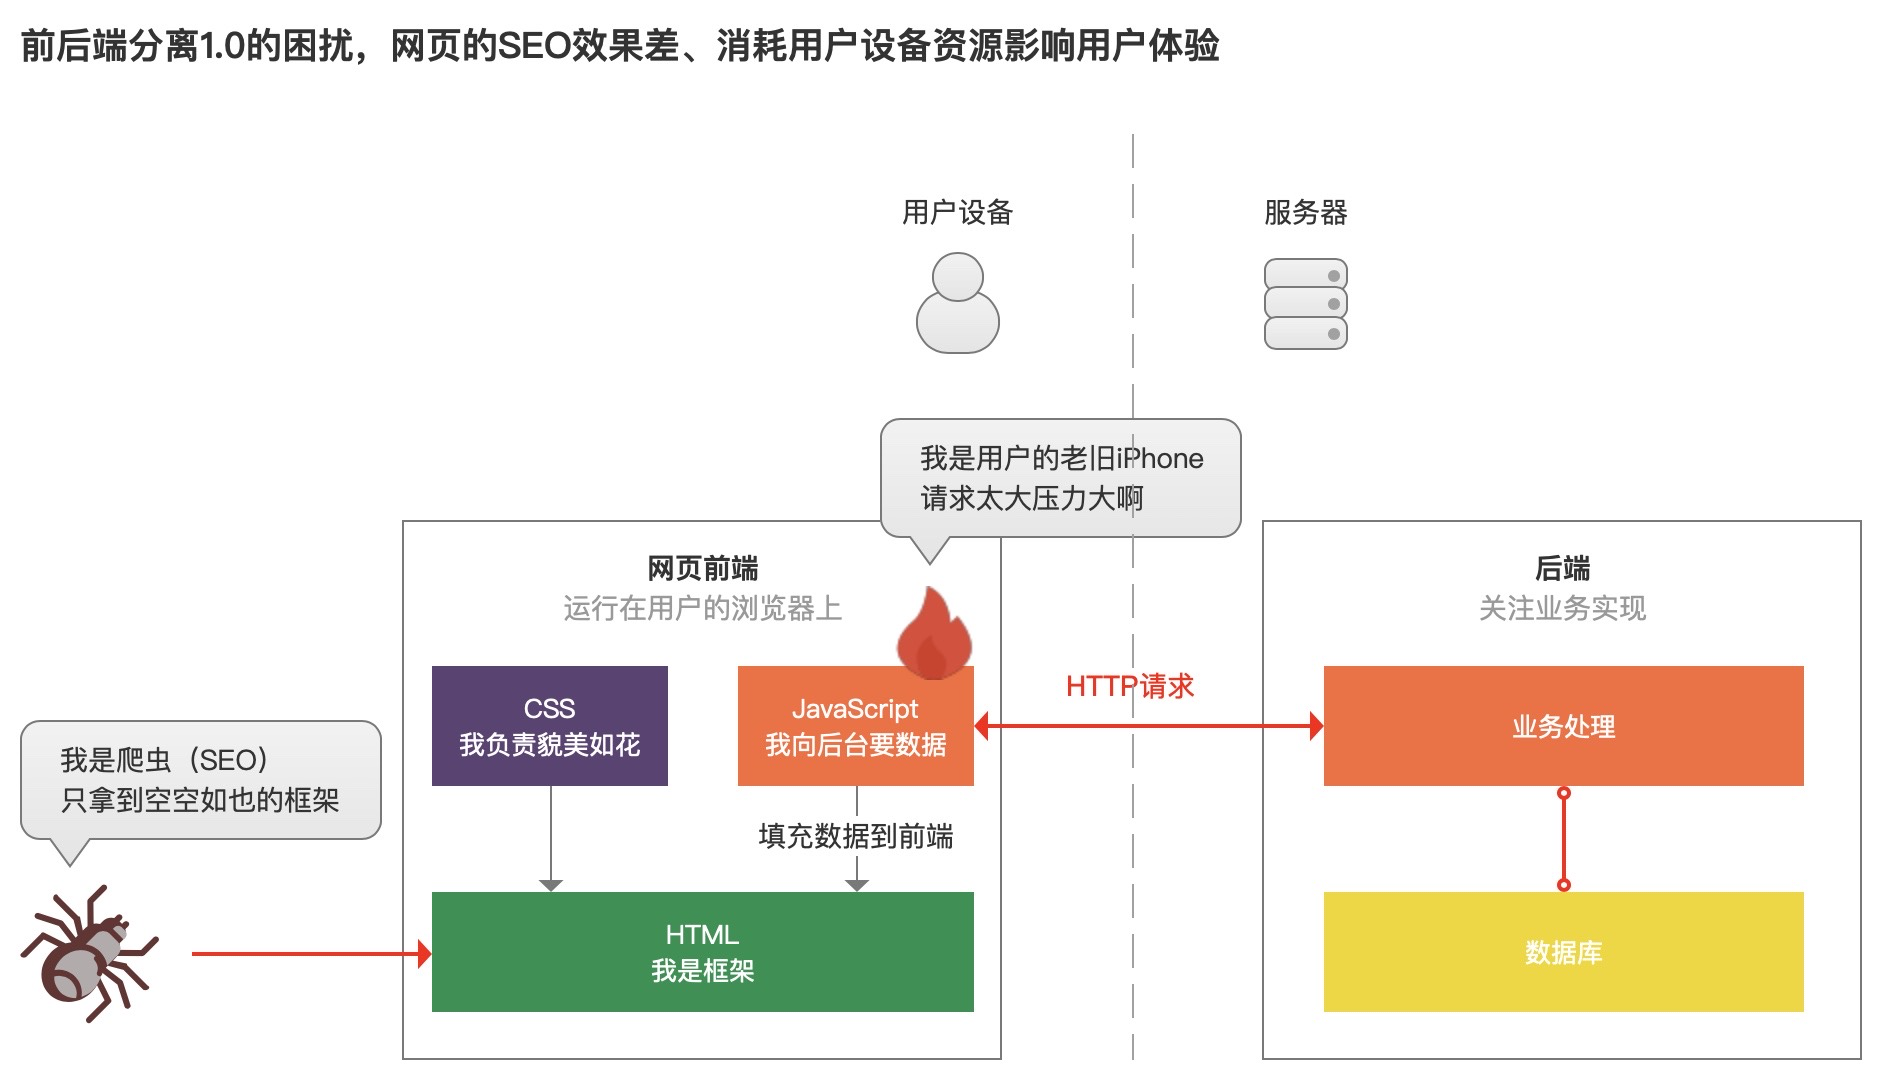 前后端分离1.0的困扰，网页的SEO效果差、消耗用户设备资源影响用户体验
用户设备
服务器
我是用户的老旧iPhone
请求太大压力大啊
网页前端
运行在用户的浏览器上
后端
关注业务实现
CSS
我负责貌美如花
JavaScript
我向后台要数据
HTTP请求
业务处理
我是爬虫（SEO）
只拿到空空如也的框架
填充数据到前端
HTML
我是框架
数据库